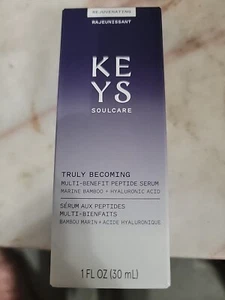 REJUVENATING
RAJEUNISSANT
KE
YS
SOULCARE
TRULY BECOMING
MULTI-BENEFIT PEPTIDE SERUM
MARINE BAMBOO + HYALURONIC ACID
SÉRUM AUX PEPTIDES
MULTI-BIENFAITS
BAMBOU MARIN + ACIDE HYALURONIQUE
1 FL OZ (30 mL)